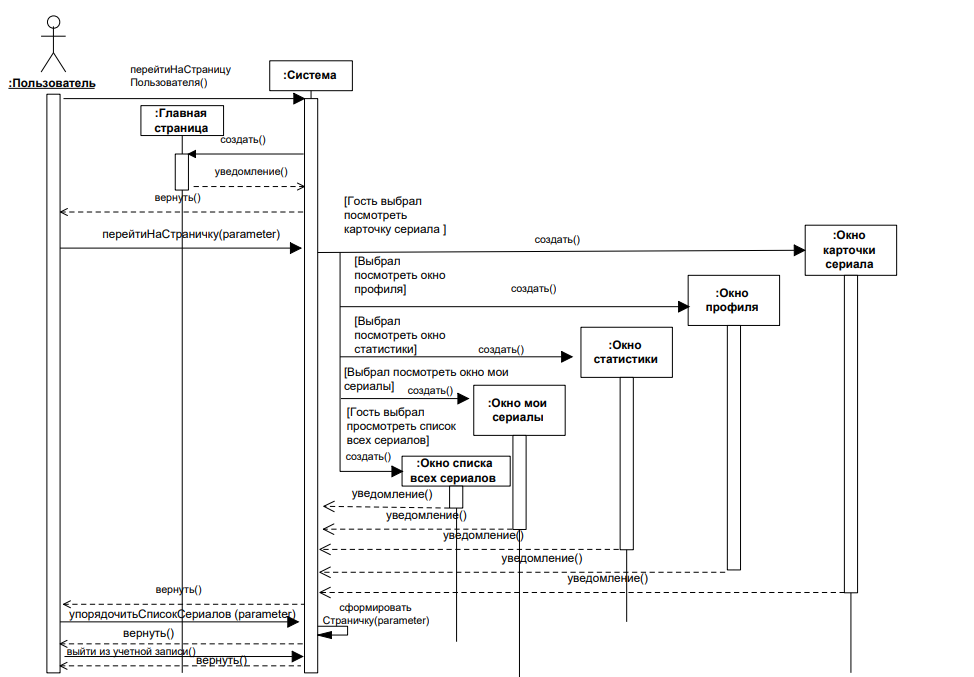 :Пользователь
перейтиНаСтраницу
Пользователя()
:Система
:Главная
страница
создать()
уведомление()
вернуть()
[Гость выбрал
посмотреть
карточку сериала ]
перейтиНаСтраничку(parameter)
создать()
:Окно
карточки
сериала
[Выбрал
посмотреть окно
профиля]
создать()
:Окно
профиля
[Выбрал
посмотреть окно
статистики]
создать()
:Окно
статистики
[Выбрал посмотреть окно мои
сериалы]
создать()
:Окно мои
сериалы
[Гость выбрал
просмотреть список
всех сериалов]
создать()
:Окно списка
всех сериалов
уведомление()
уведомление()
уведомление()
уведомление()
уведомление()
вернуть()
упорядочитьСписокСериалов (parameter)
сформировать
Страничку(parameter)
вернуть()
выйти из учетной записи()
вернуть()